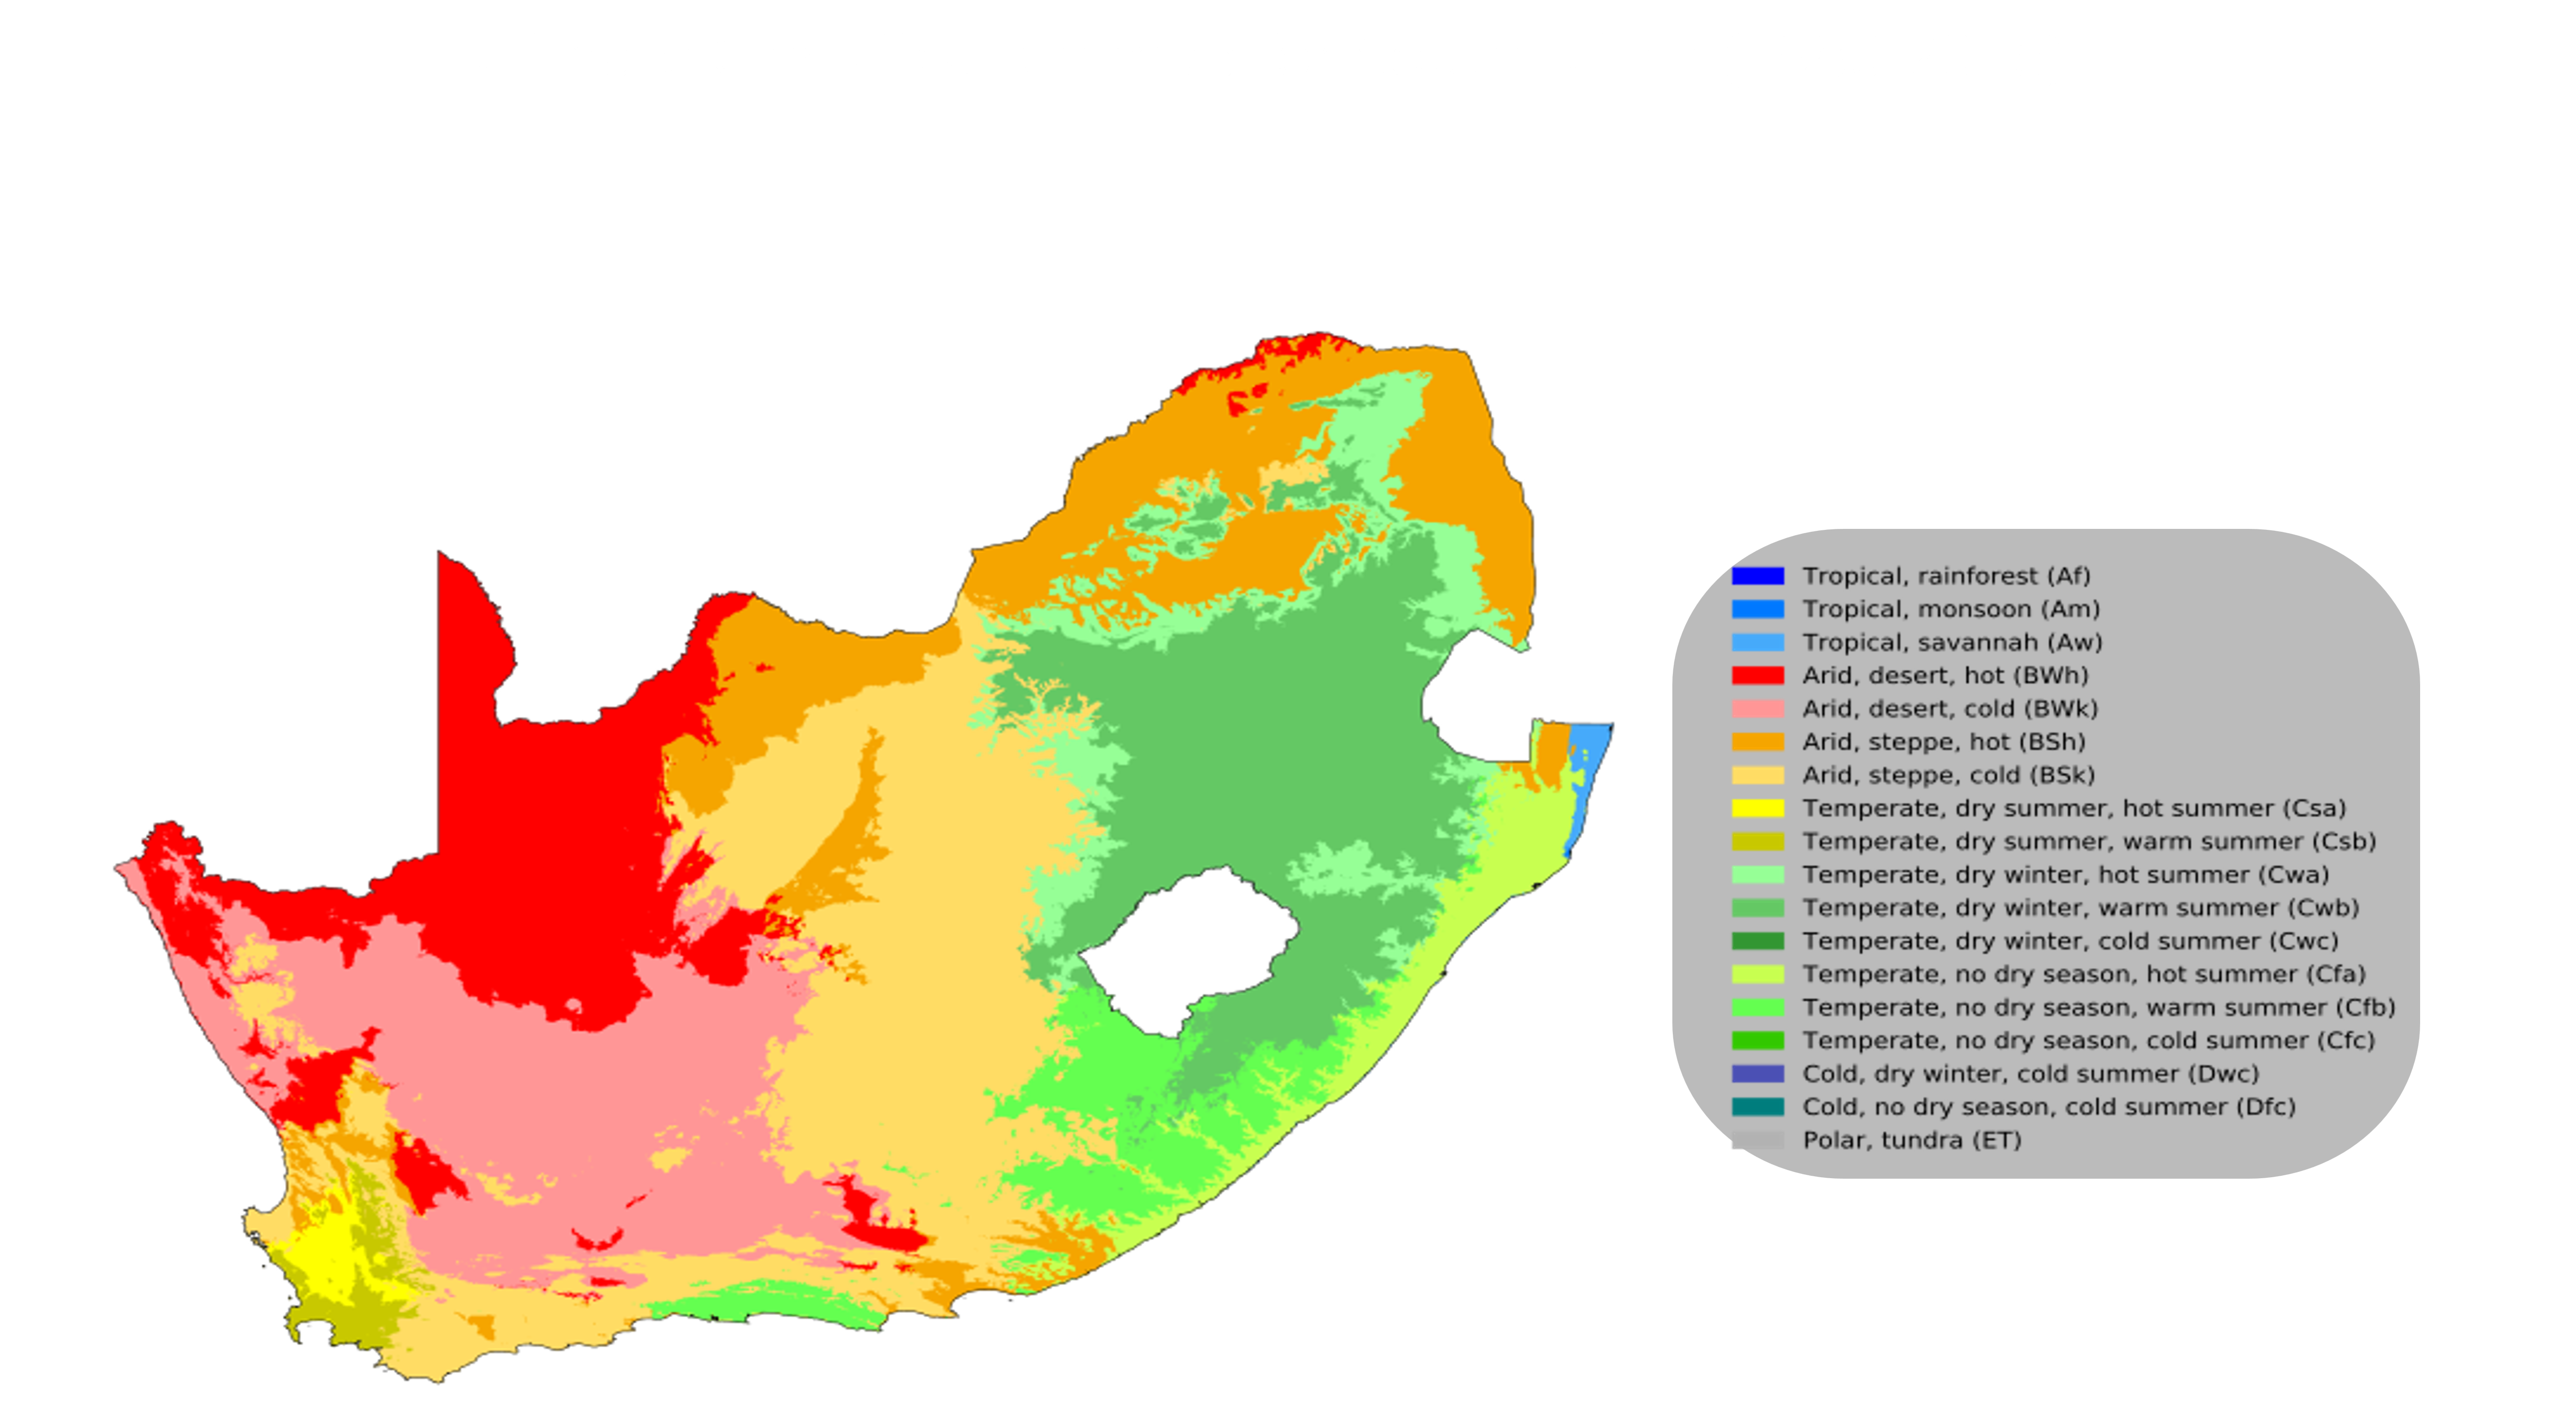 Tropical, rainforest (Af)
Tropical, monsoon (Am)
Tropical, savannah (Aw)
Arid, desert, hot (BWh)
Arid, desert, cold (BWk)
Arid, steppe, hot (BSh)
Arid, steppe, cold (BSk)
Temperate, dry summer, hot summer (Csa)
Temperate, dry summer, warm summer (Csb)
Temperate, dry winter, hot summer (Cwa)
Temperate, dry winter, warm summer (Cwb)
Temperate, dry winter, cold summer (Cwc)
Temperate, no dry season, hot summer (Cfa)
Temperate, no dry season, warm summer (Cfb)
Temperate, no dry season, cold summer (Cfc)
Cold, dry winter, cold summer (Dwc)
Cold, no dry season, cold summer (Dfc)
Polar, tundra (ET)